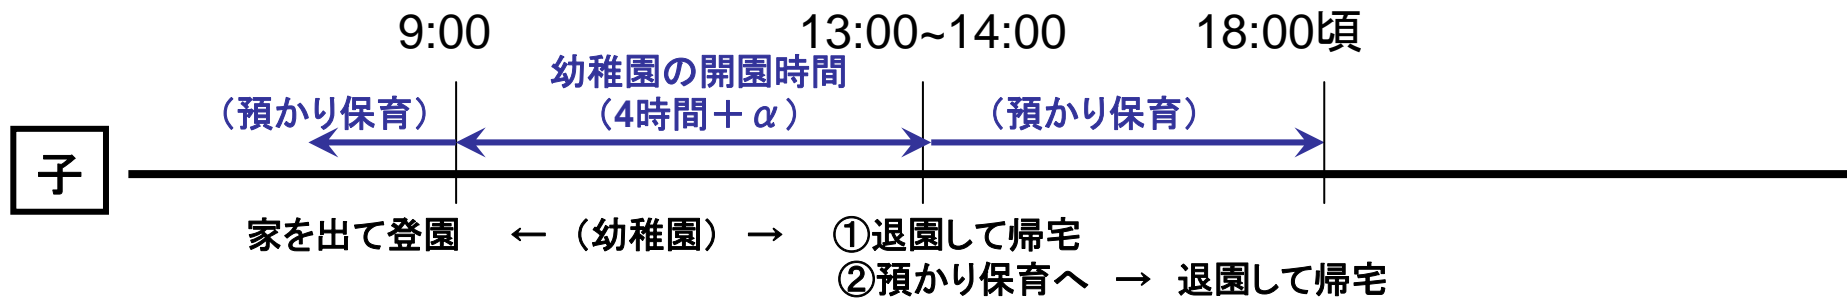 9:00 13:00~14:00 18:00頃
幼稚園の開園時間
（預かり保育） （4時間＋α） （預かり保育）
子
家を出て登園 ← （幼稚園） → ①退園して帰宅
②預かり保育へ → 退園して帰宅